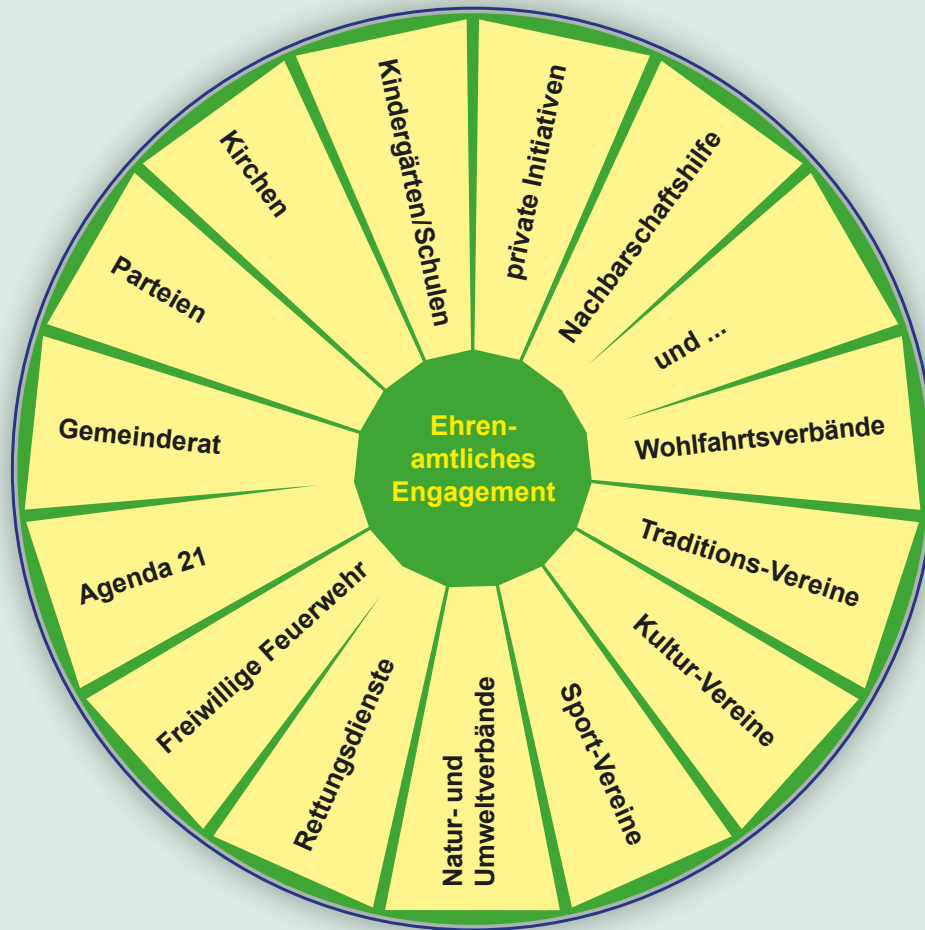 Ehren-
amtliches
Engagement
private Initiativen
Nachbarschaftshilfe
und ...
Wohlfahrtsverbände
Traditions-Vereine
Kultur-Vereine
Sport-Vereine
Natur- und
Umweltverbände
Rettungsdienste
Freiwillige Feuerwehr
Agenda 21
Gemeinderat
Parteien
Kirchen
Kindergärten/Schulen